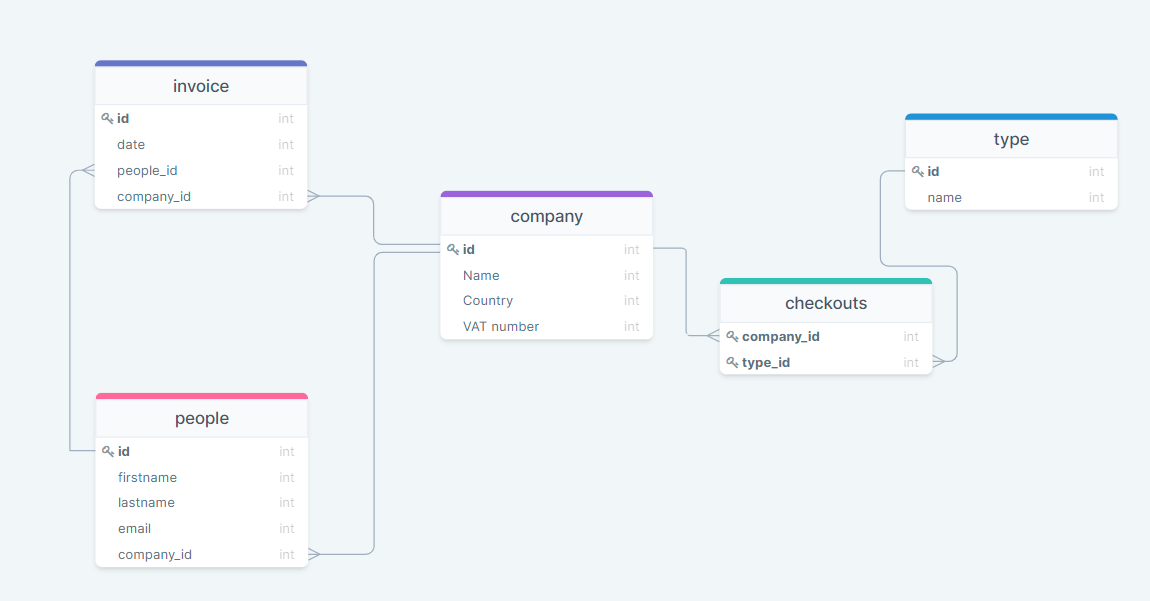 invoice
id int
date int
people_id int
company_id int
type
id int
name int
company
id int
Name int
Country int
VAT number int
checkouts
company_id int
type_id int
people
id int
firstname int
lastname int
email int
company_id int